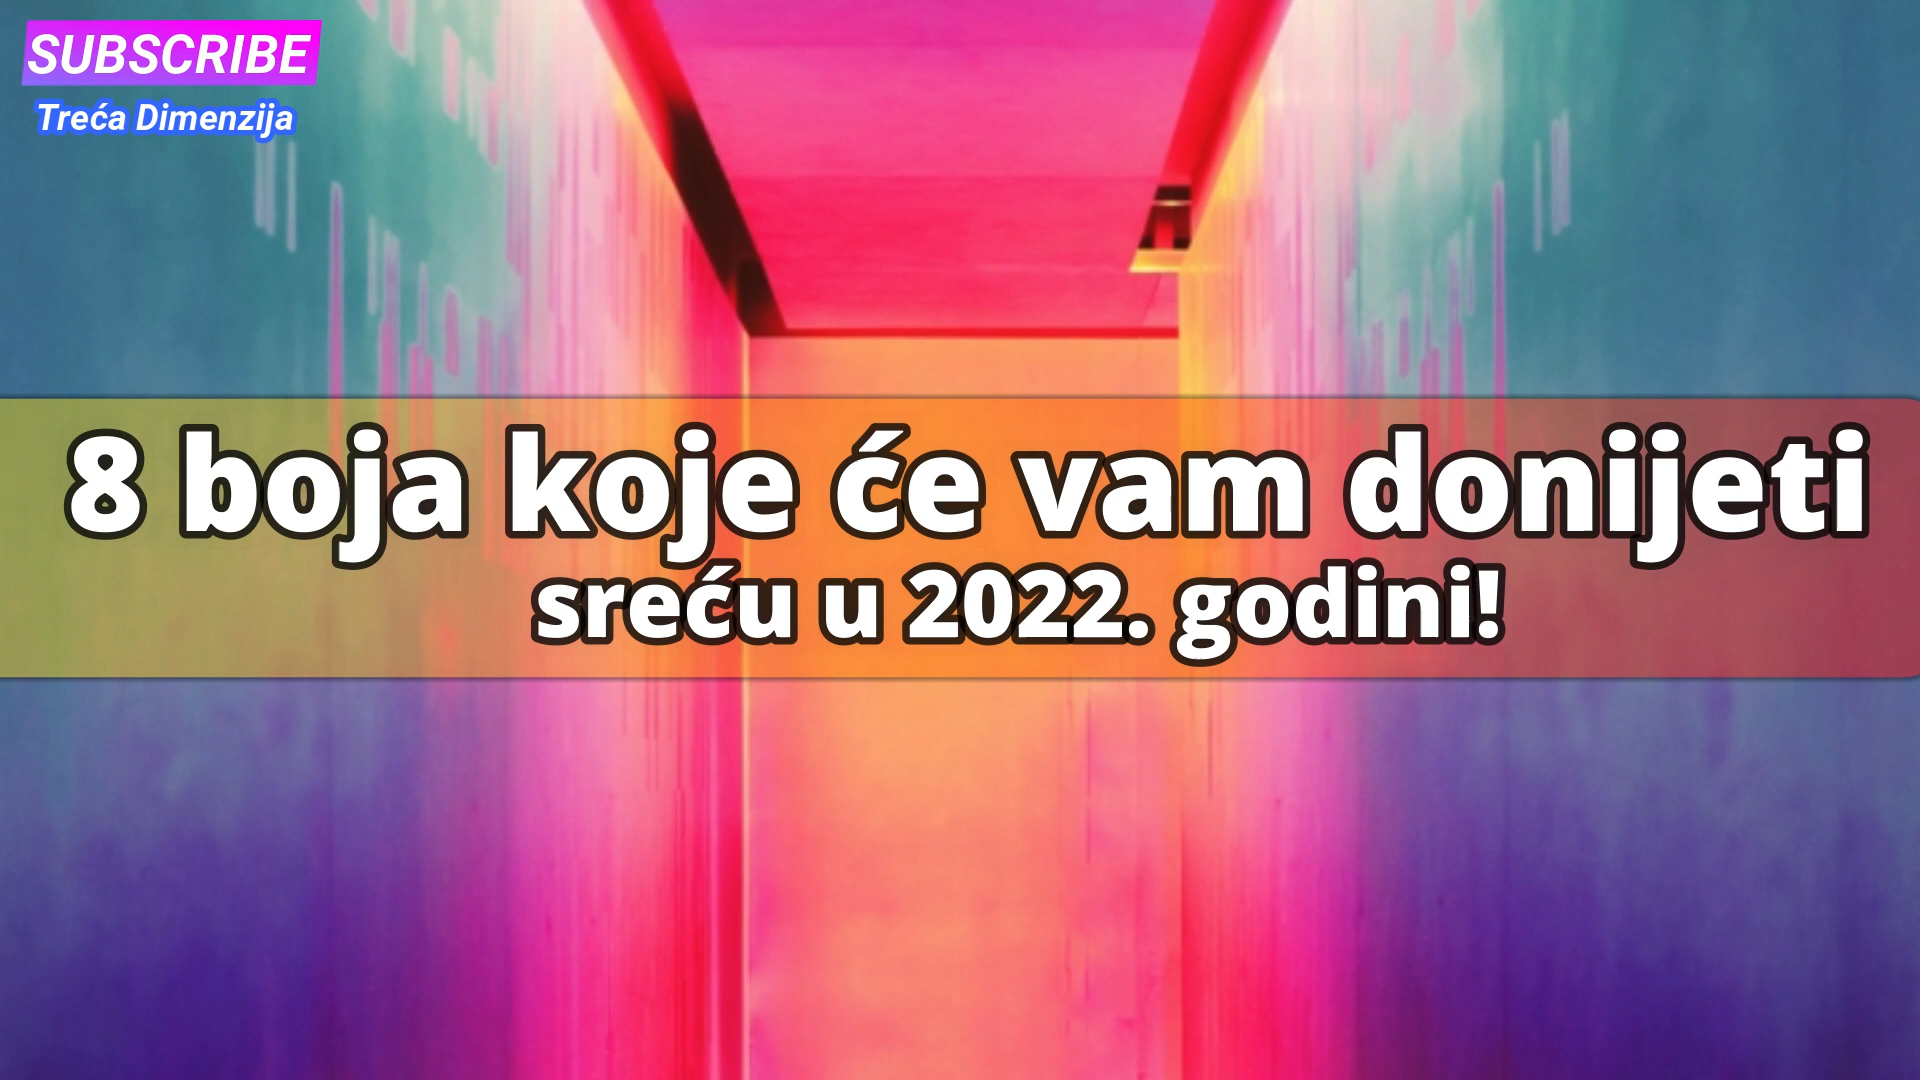 SUBSCRIBE
Treća Dimenzija
8 boja koje će vam donijeti
sreću u 2022. godini!